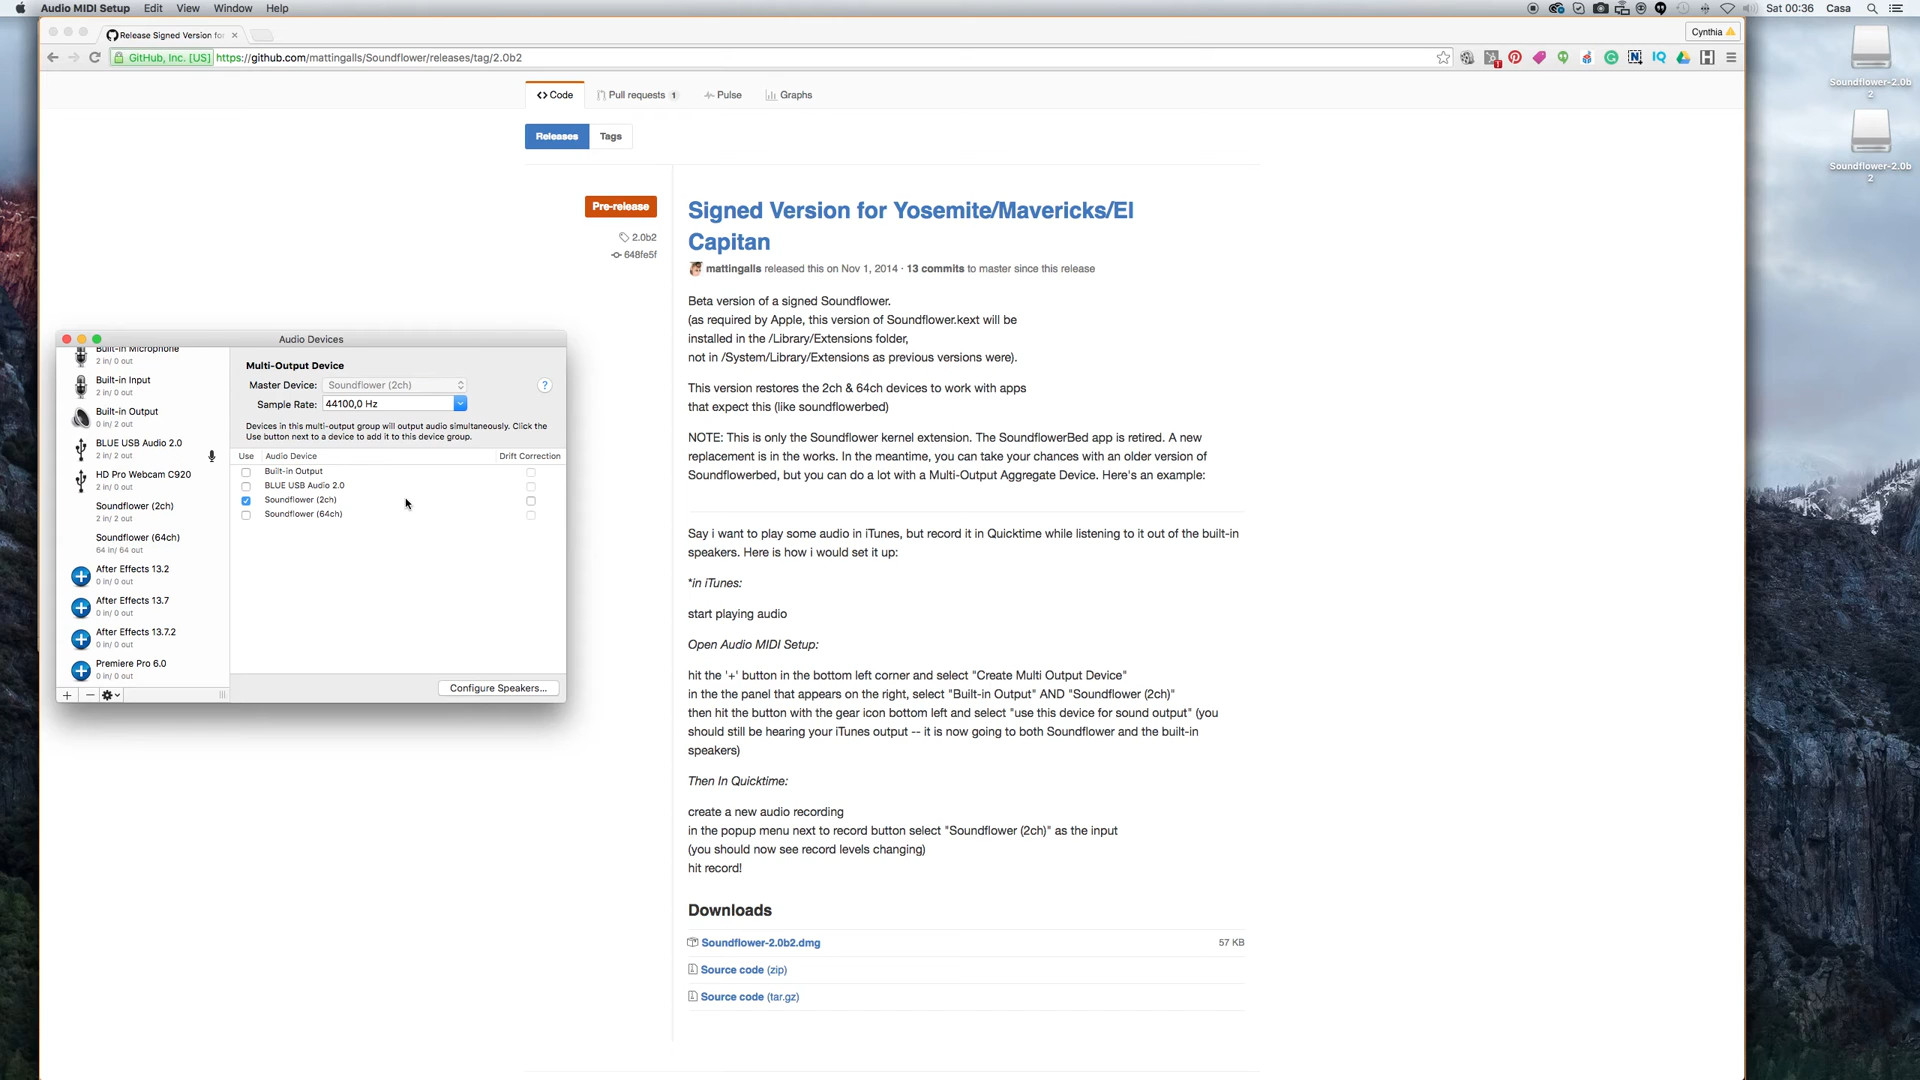 Audio MIDI Setup Edit View Window Help
Sat 00:36 Casa
Release Signed Version for
Cynthia
GitHub, Inc. [US] https://github.com/mattingalls/Soundflower/releases/tag/2.0b2
Code Pull requests 1 Pulse Graphs
Releases Tags
Pre-release
2.0b2
648fe5f
Signed Version for Yosemite/Mavericks/El
Capitan
mattingalls released this on Nov 1, 2014 · 13 commits to master since this release
Beta version of a signed Soundflower.
(as required by Apple, this version of Soundflower.kext will be
installed in the /Library/Extensions folder,
not in /System/Library/Extensions as previous versions were).
This version restores the 2ch & 64ch devices to work with apps
that expect this (like soundflowerbed)
NOTE: This is only the Soundflower kernel extension. The SoundflowerBed app is retired. A new
replacement is in the works. In the meantime, you can take your chances with an older version of
Soundflowerbed, but you can do a lot with a Multi-Output Aggregate Device. Here's an example:
Say i want to play some audio in iTunes, but record it in Quicktime while listening to it out of the built-in
speakers. Here is how i would set it up:
*in iTunes:
start playing audio
Open Audio MIDI Setup:
hit the '+' button in the bottom left corner and select "Create Multi Output Device"
in the the panel that appears on the right, select "Built-in Output" AND "Soundflower (2ch)"
then hit the button with the gear icon bottom left and select "use this device for sound output" (you
should still be hearing your iTunes output -- it is now going to both Soundflower and the built-in
speakers)
Then In Quicktime:
create a new audio recording
in the popup menu next to record button select "Soundflower (2ch)" as the input
(you should now see record levels changing)
hit record!
Downloads
Soundflower-2.0b2.dmg 57 KB
Source code (zip)
Source code (tar.gz)
Audio Devices
Built-in Microphone
2 in/ 0 out
Built-in Input
2 in/ 0 out
Built-in Output
0 in/ 2 out
BLUE USB Audio 2.0
2 in/ 2 out
HD Pro Webcam C920
2 in/ 0 out
Soundflower (2ch)
2 in/ 2 out
Soundflower (64ch)
64 in/ 64 out
After Effects 13.2
0 in/ 0 out
After Effects 13.7
0 in/ 0 out
After Effects 13.7.2
0 in/ 0 out
Premiere Pro 6.0
0 in/ 0 out
Multi-Output Device
Master Device: Soundflower (2ch)
?
Sample Rate: 44100,0 Hz
Devices in this multi-output group will output audio simultaneously. Click the
Use button next to a device to add it to this device group.
Use Audio Device Drift Correction
Built-in Output
BLUE USB Audio 2.0
Soundflower (2ch)
Soundflower (64ch)
Configure Speakers...
Soundflower-2.0b
2
Soundflower-2.0b
2